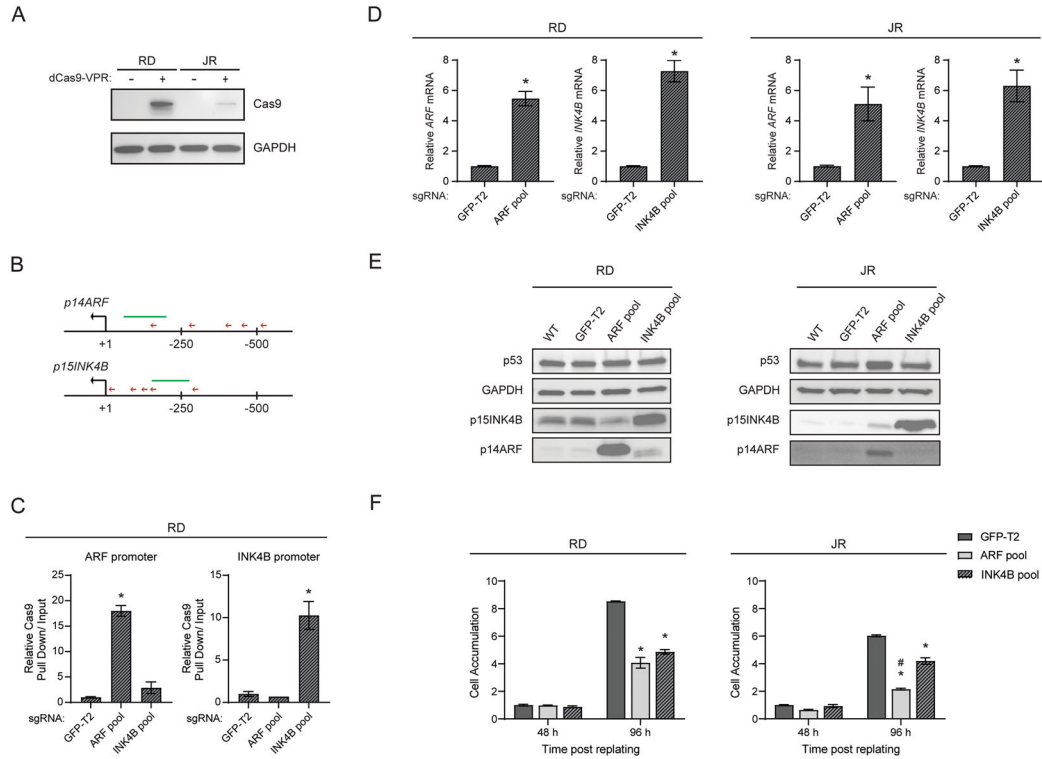 A
RD JR
dCas9-VPR: - + - +
Cas9
GAPDH
B
p14ARF
+1 -250 -500
p15INK4B
+1 -250 -500
C
RD
ARF promoter
Relative Cas9
Pull Down/ Input
25
20
15
10
5
0
sgRNA:
GFP-T2
ARF pool
INK4B pool
*
INK4B promoter
Relative Cas9
Pull Down/ Input
15
10
5
0
GFP-T2
ARF pool
INK4B pool
*
D
RD
Relative ARF mRNA
8
6
4
2
0
*
sgRNA:
GFP-T2
ARF pool
Relative INK4B mRNA
8
6
4
2
0
*
GFP-T2
INK4B pool
JR
Relative ARF mRNA
8
6
4
2
0
*
sgRNA:
GFP-T2
ARF pool
Relative INK4B mRNA
8
6
4
2
0
*
GFP-T2
INK4B pool
E
RD
WT
GFP-T2
ARF pool
INK4B pool
p53
GAPDH
p15INK4B
p14ARF
JR
WT
GFP-T2
ARF pool
INK4B pool
p53
GAPDH
p15INK4B
p14ARF
F
RD
Cell Accumulation
10
8
6
4
2
0
* *
48 h 96 h
Time post replating
JR
Cell Accumulation
10
8
6
4
2
0
#
* *
48 h 96 h
Time post replating
GFP-T2
ARF pool
INK4B pool